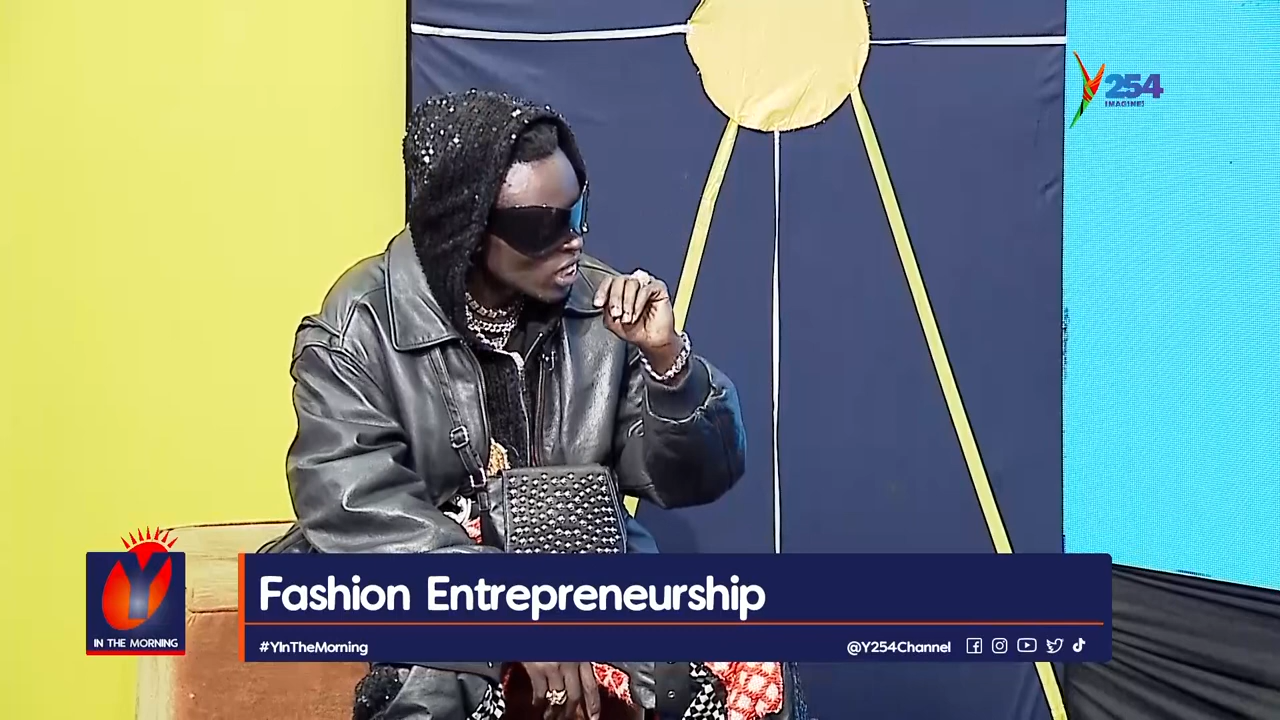 Y254
IMAGINE!
Y
IN THE MORNING
Fashion Entrepreneurship
#YInTheMorning
@Y254Channel